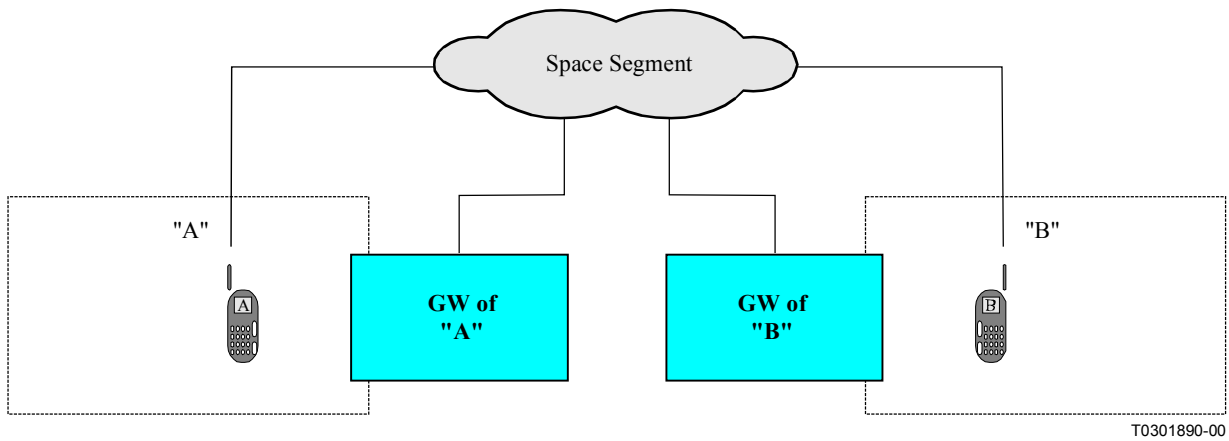 Space Segment
"A"
"B"
A
GW of
"A"
GW of
"B"
B
T0301890-00